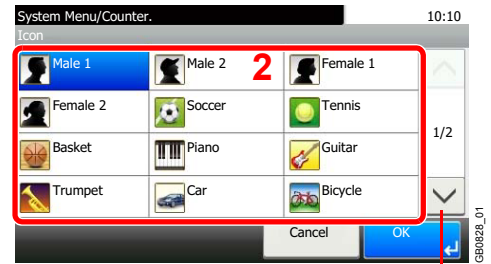 System Menu/Counter. 10:10
Icon
Male 1 Male 2 2 Female 1
Female 2 Soccer Tennis
1/2
Basket Piano Guitar
Trumpet Car Bicycle
Cancel OK
GB0828_01